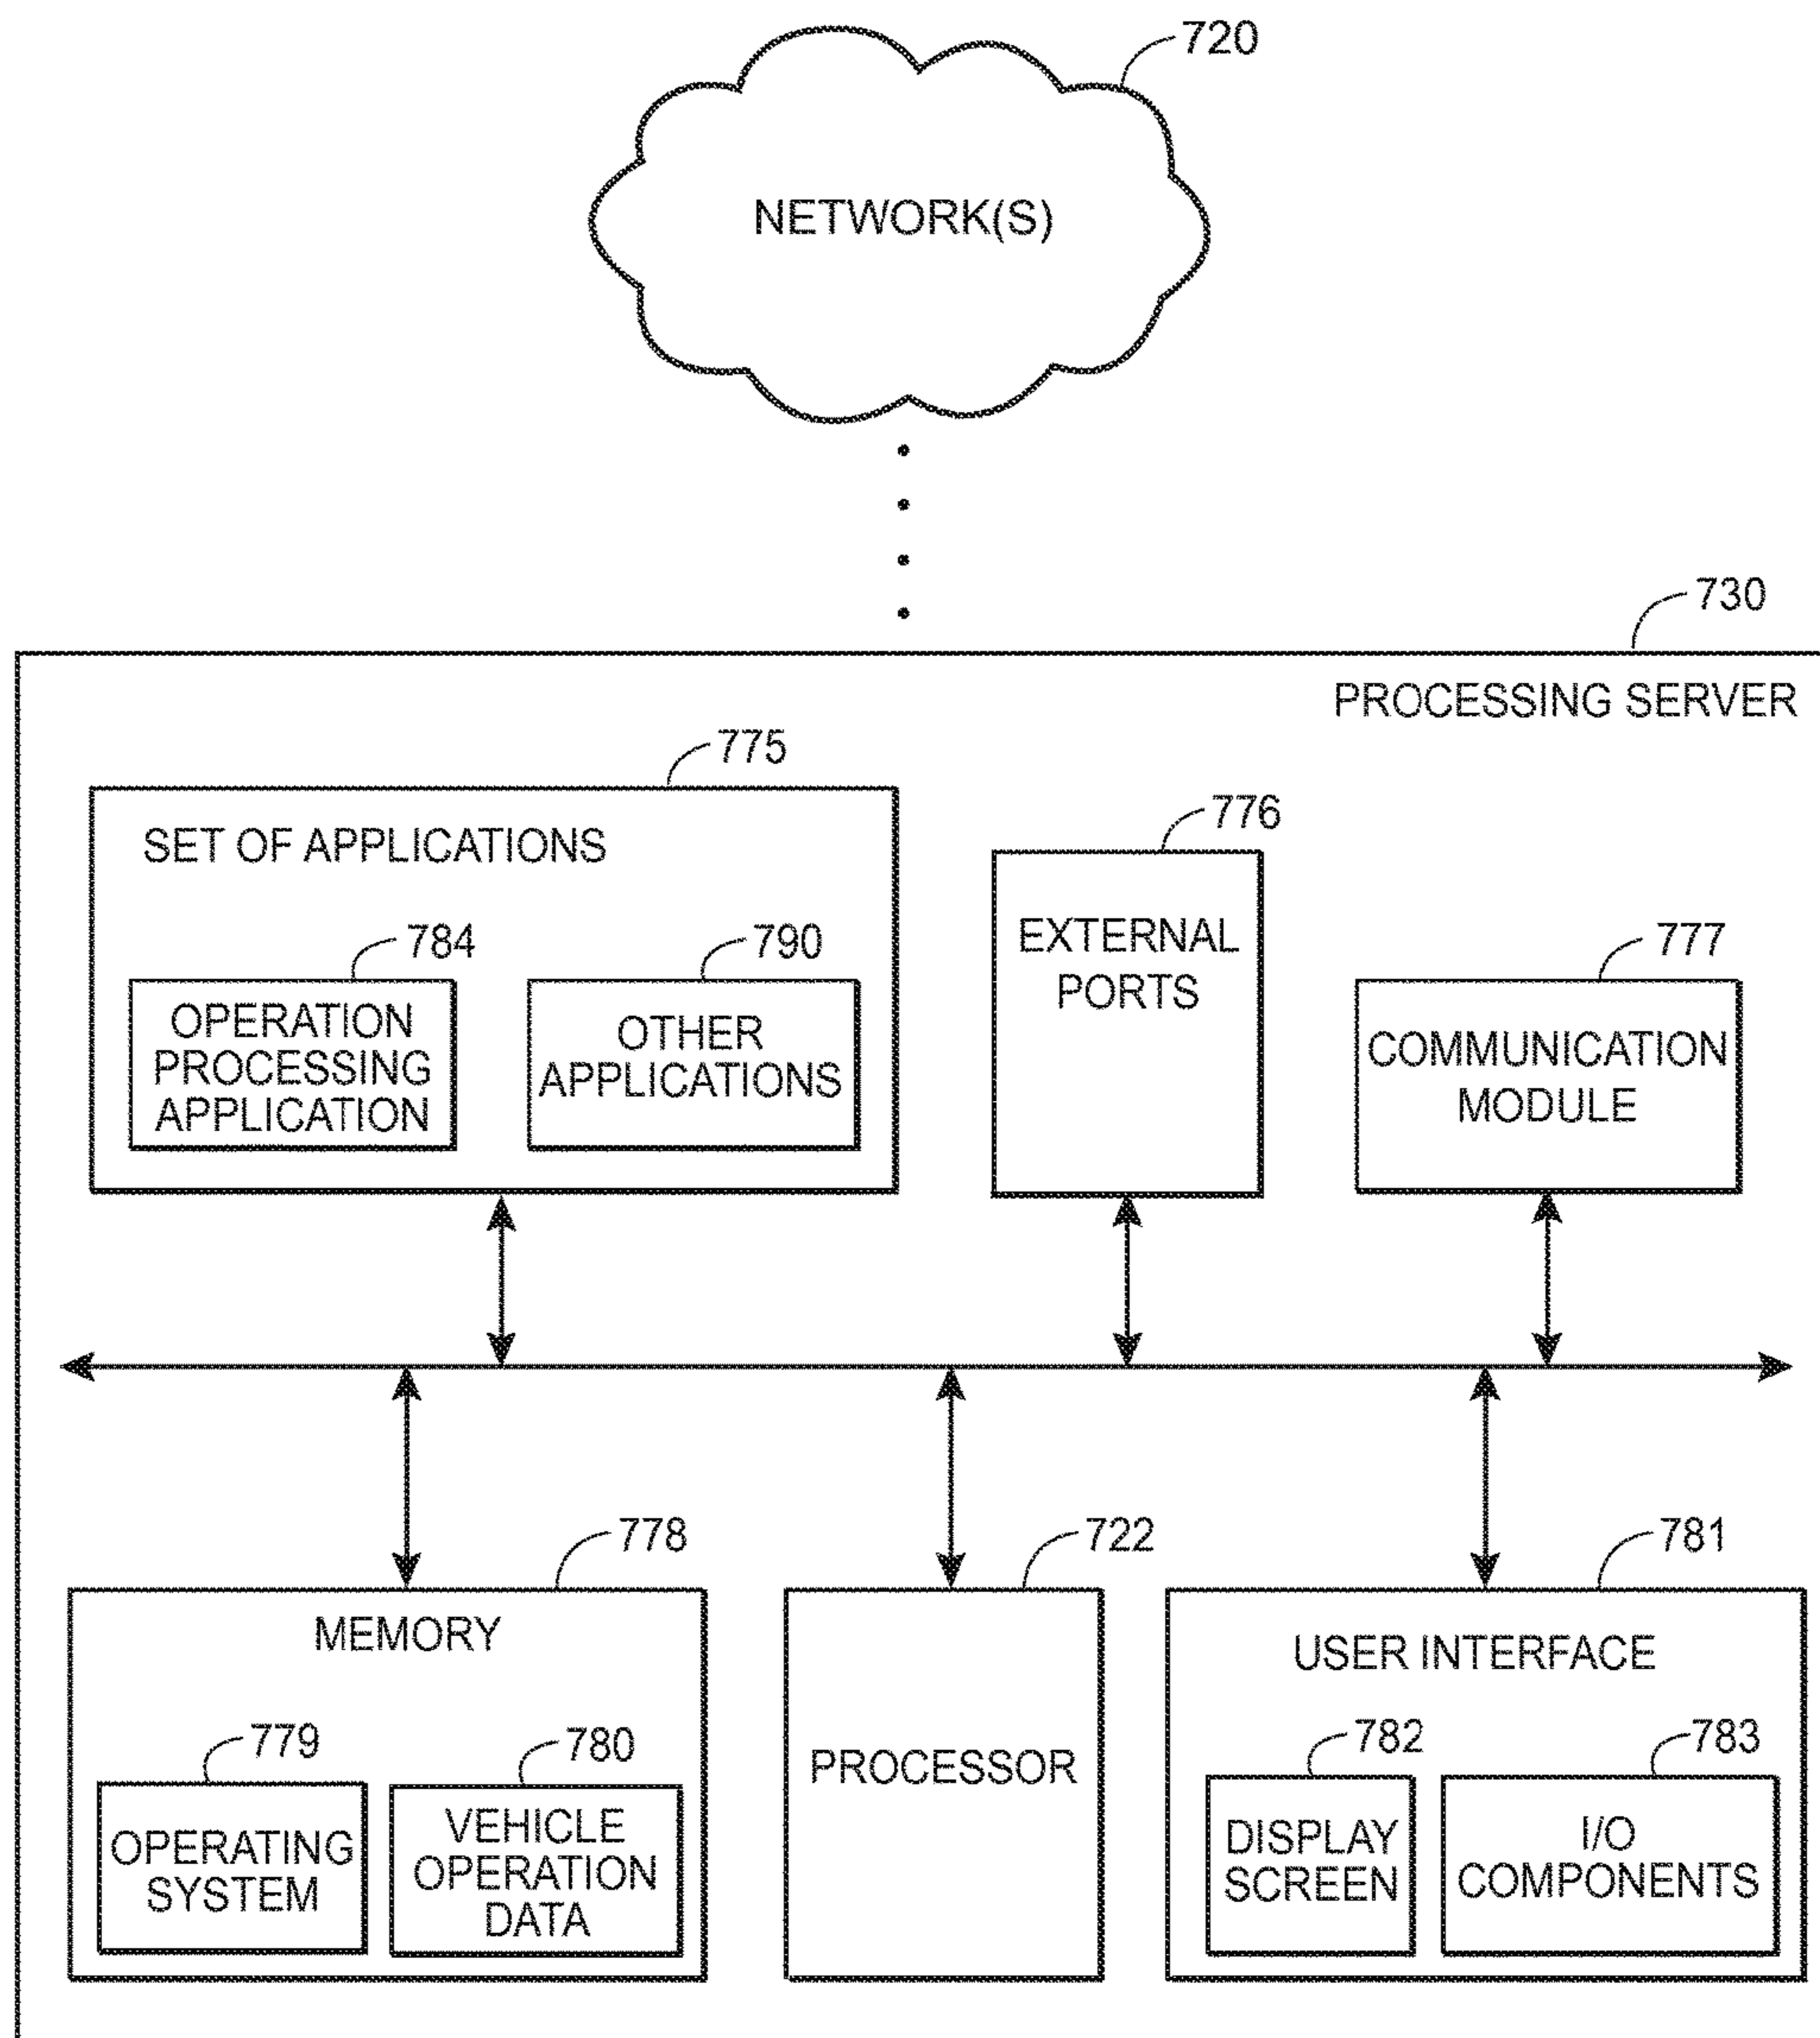 720
NETWORK(S)
730
PROCESSING SERVER
775
SET OF APPLICATIONS
776
EXTERNAL
PORTS
777
COMMUNICATION
MODULE
784
OPERATION
PROCESSING
APPLICATION
790
OTHER
APPLICATIONS
778
MEMORY
779
OPERATING
SYSTEM
780
VEHICLE
OPERATION
DATA
722
PROCESSOR
781
USER INTERFACE
782
DISPLAY
SCREEN
783
I/O
COMPONENTS